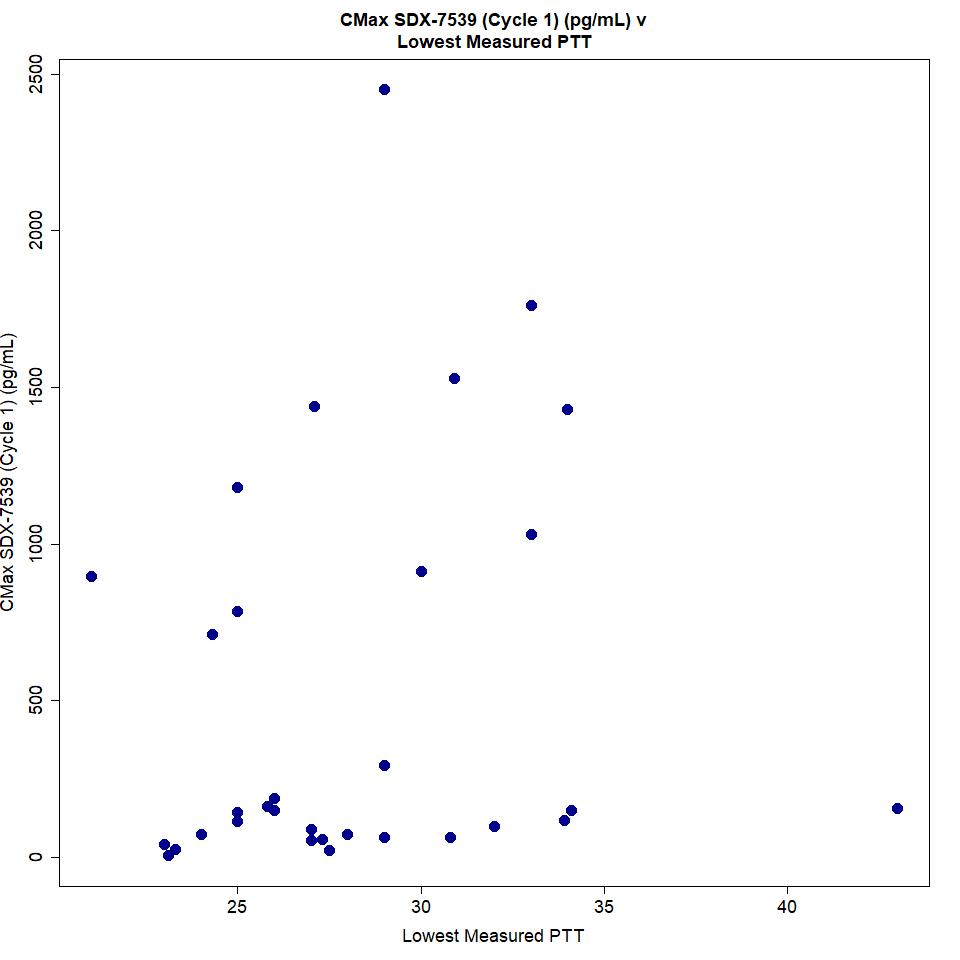 CMax SDX-7539 (Cycle 1) (pg/mL) v
Lowest Measured PTT
CMax SDX-7539 (Cycle 1) (pg/mL)
2500
2000
1500
1000
500
0
25 30 35 40
Lowest Measured PTT